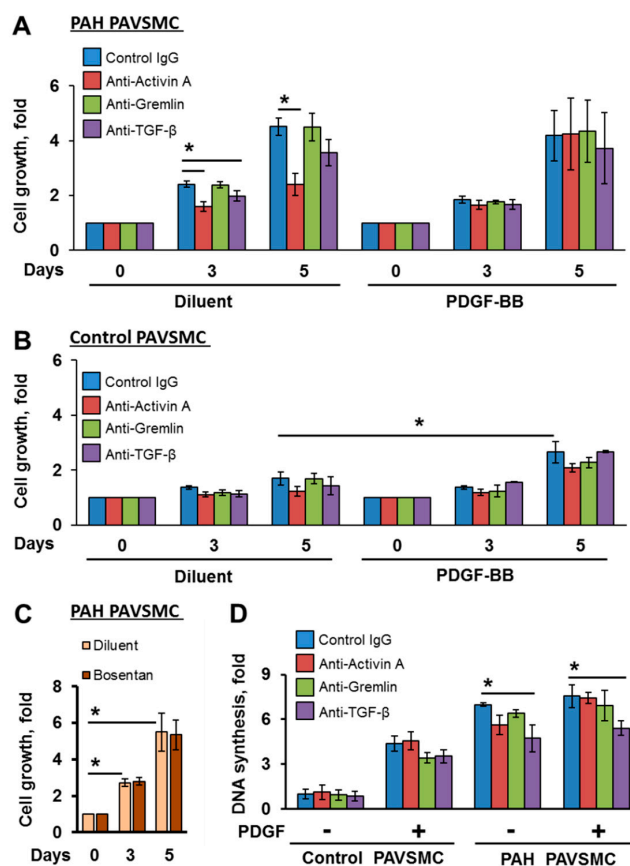 A
PAH PAVSMC
Control IgG
Anti-Activin A
Anti-Gremlin
Anti-TGF-β
Cell growth, fold
6
4
2
0
*
*
Days 0 3 5 0 3 5
Diluent PDGF-BB
B
Control PAVSMC
Control IgG
Anti-Activin A
Anti-Gremlin
Anti-TGF-β
Cell growth, fold
6
4
2
0
*
Days 0 3 5 0 3 5
Diluent PDGF-BB
C
PAH PAVSMC
Diluent
Bosentan
Cell growth, fold
8
6
4
2
0
*
*
Days 0 3 5
D
Control IgG
Anti-Activin A
Anti-Gremlin
Anti-TGF-β
DNA synthesis, fold
9
6
3
0
*
*
PDGF - + - +
Control PAVSMC PAH PAVSMC